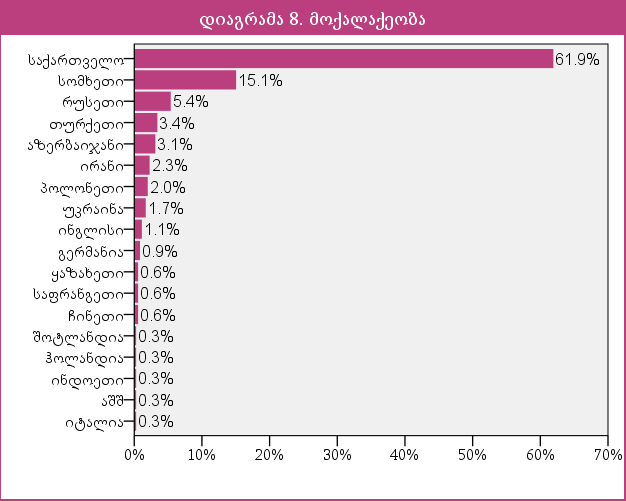 დიაგრამა 8. მოქალაქეობა
საქართველო 61.9%
სომხეთი 15.1%
რუსეთი 5.4%
თურქეთი 3.4%
აზერბაიჯანი 3.1%
ირანი 2.3%
პოლონეთი 2.0%
უკრაინა 1.7%
ინგლისი 1.1%
გერმანია 0.9%
ყაზახეთი 0.6%
საფრანგეთი 0.6%
ჩინეთი 0.6%
შოტლანდია 0.3%
ჰოლანდია 0.3%
ინდოეთი 0.3%
აშშ 0.3%
იტალია 0.3%
0% 10% 20% 30% 40% 50% 60% 70%